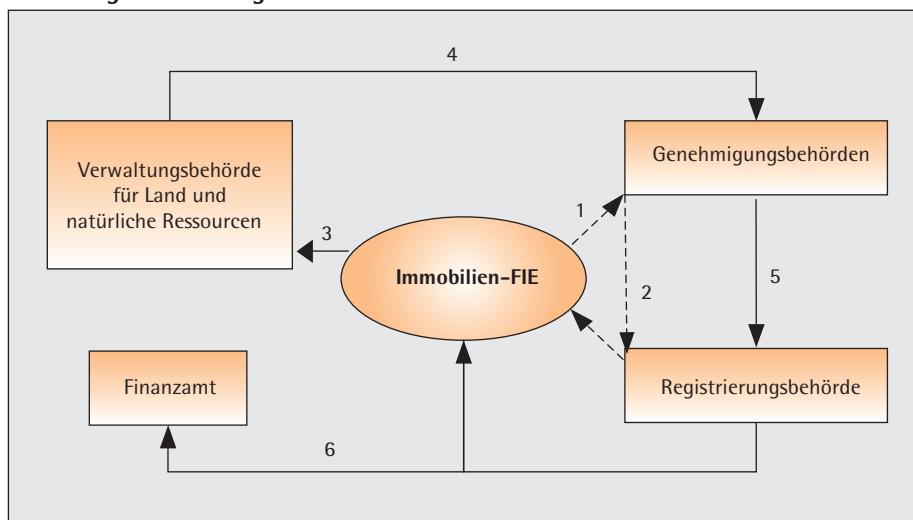 4
Verwaltungsbehörde
für Land und
natürliche Ressourcen
Genehmigungsbehörden
1
3
Immobilien-FIE
2
5
Finanzamt
Registrierungsbehörde
6